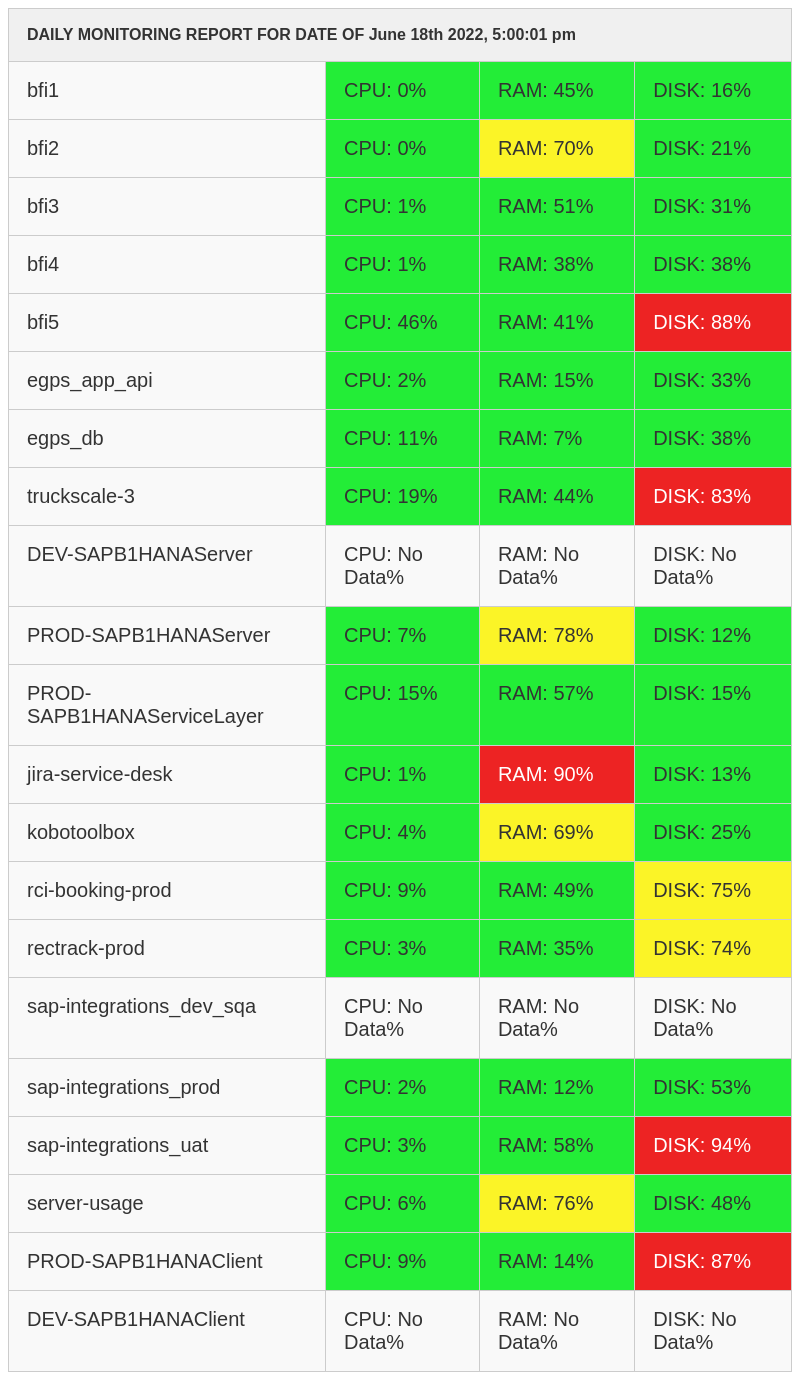 DAILY MONITORING REPORT FOR DATE OF June 18th 2022, 5:00:01 pm
bfi1 CPU: 0% RAM: 45% DISK: 16%
bfi2 CPU: 0% RAM: 70% DISK: 21%
bfi3 CPU: 1% RAM: 51% DISK: 31%
bfi4 CPU: 1% RAM: 38% DISK: 38%
bfi5 CPU: 46% RAM: 41% DISK: 88%
egps_app_api CPU: 2% RAM: 15% DISK: 33%
egps_db CPU: 11% RAM: 7% DISK: 38%
truckscale-3 CPU: 19% RAM: 44% DISK: 83%
DEV-SAPB1HANAServer CPU: No RAM: No DISK: No
Data% Data% Data%
PROD-SAPB1HANAServer CPU: 7% RAM: 78% DISK: 12%
PROD- CPU: 15% RAM: 57% DISK: 15%
SAPB1HANAServiceLayer
jira-service-desk CPU: 1% RAM: 90% DISK: 13%
kobotoolbox CPU: 4% RAM: 69% DISK: 25%
rci-booking-prod CPU: 9% RAM: 49% DISK: 75%
rectrack-prod CPU: 3% RAM: 35% DISK: 74%
sap-integrations_dev_sqa CPU: No RAM: No DISK: No
Data% Data% Data%
sap-integrations_prod CPU: 2% RAM: 12% DISK: 53%
sap-integrations_uat CPU: 3% RAM: 58% DISK: 94%
server-usage CPU: 6% RAM: 76% DISK: 48%
PROD-SAPB1HANAClient CPU: 9% RAM: 14% DISK: 87%
DEV-SAPB1HANAClient CPU: No RAM: No DISK: No
Data% Data% Data%